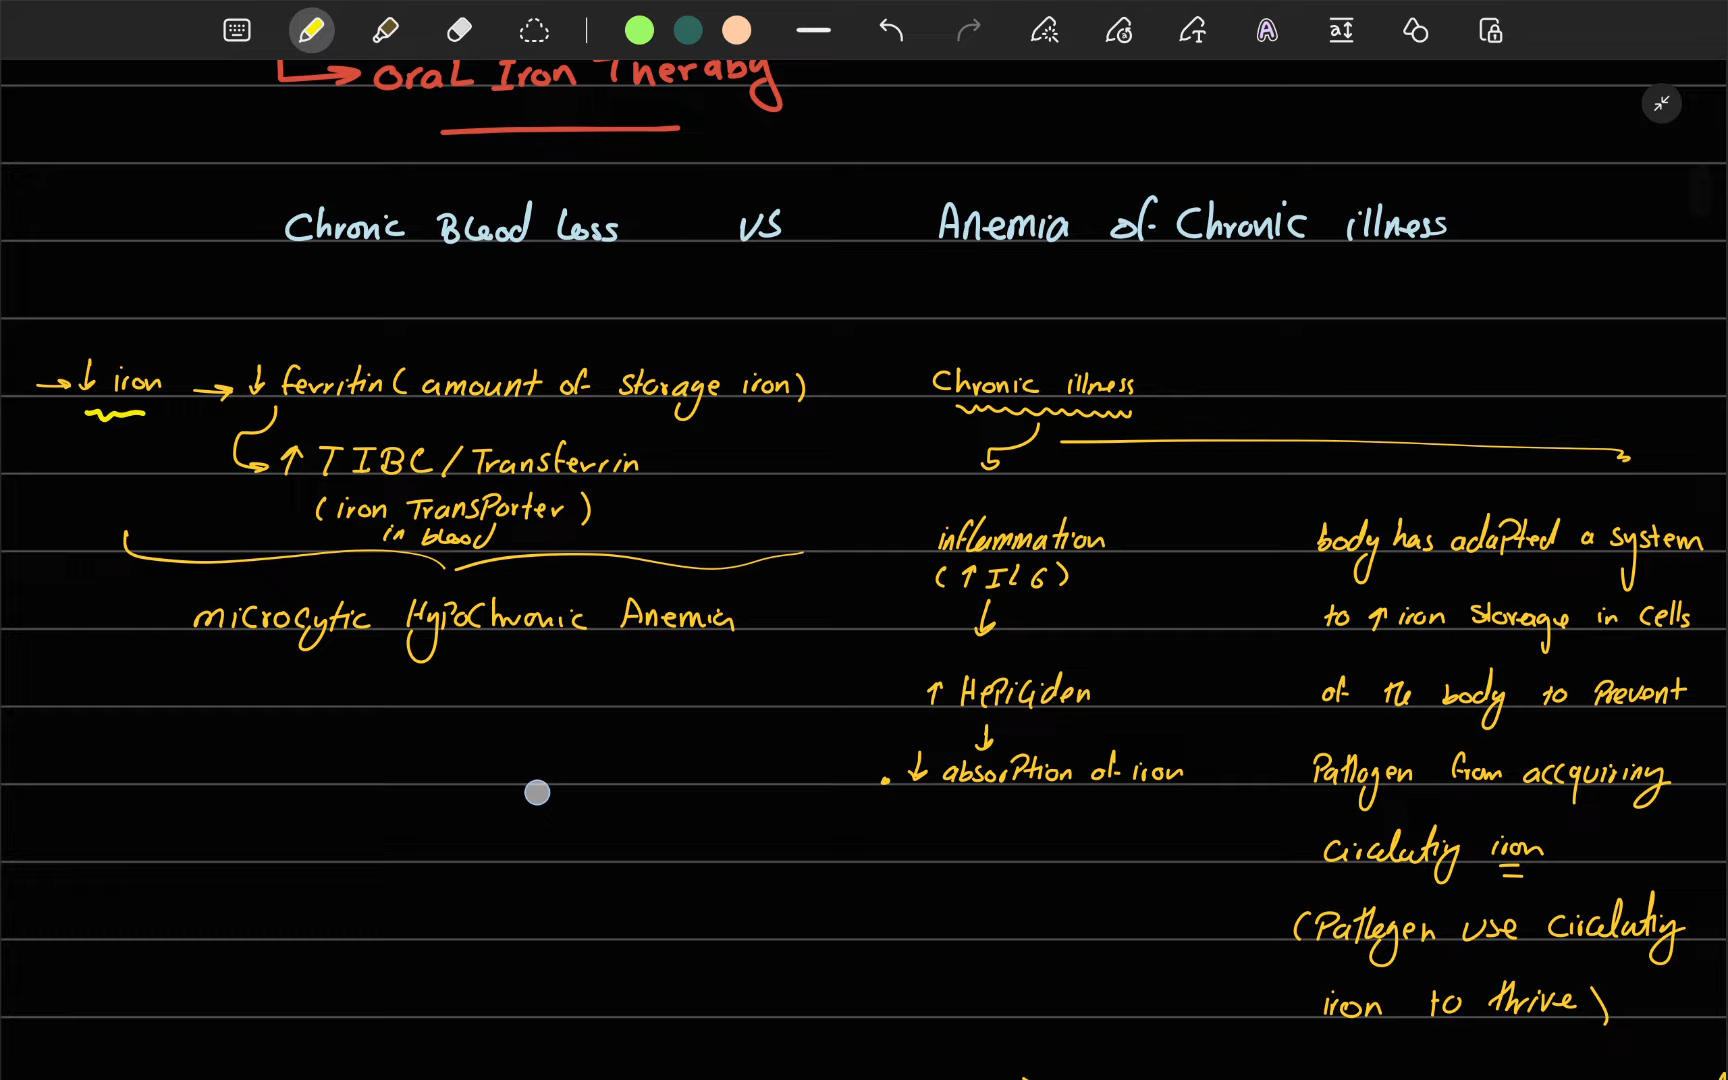 Oral Iron Theraby
Chronic Blood Loss vs Anemia of Chronic illness
→ ↓ iron → ↓ ferritin ( amount of storage iron)
↑ TIBC / Transferrin
( iron Transporter )
in blood
microcytic Hypochromic Anemia
Chronic illness
inflammation
( ↑ IL 6 )
↓
↑ Hepiciden
↓
. ↓ absorption of iron
body has adapted a system
to ↑ iron storage in cells
of the body to prevent
Pathogen from accquiring
circulating iron
(Pathogen use circulating
iron to thrive)